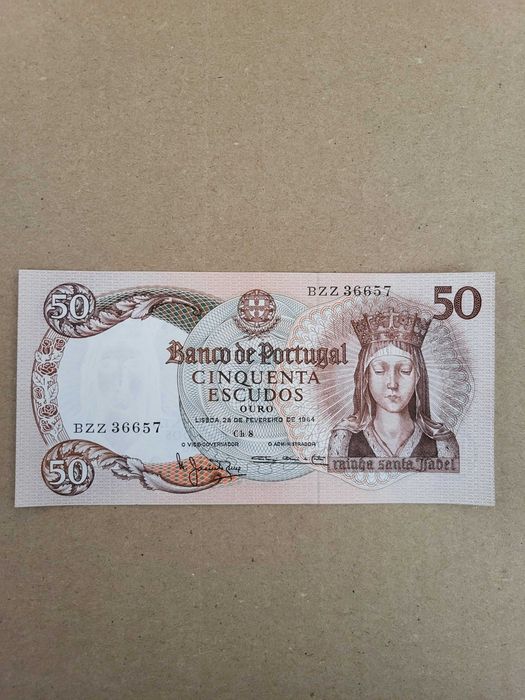 BZZ 36657
50
50
Banco de Portugal
CINQUENTA
ESCUDOS
OURO
LISBOA, 28 DE FEVEREIRO DE 1964
Ch 8
BZZ 36657
O VICE-GOVERNADOR
O ADMINISTRADOR
50
rainha santa Isabel